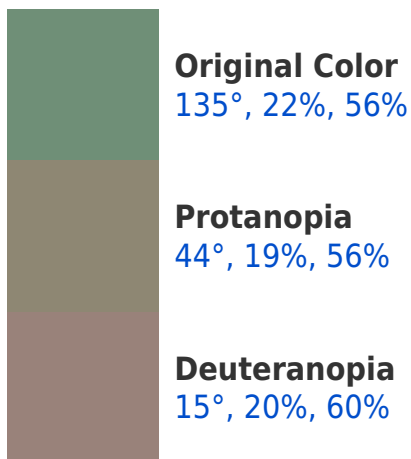 Original Color
135°, 22%, 56%
Protanopia
44°, 19%, 56%
Deuteranopia
15°, 20%, 60%